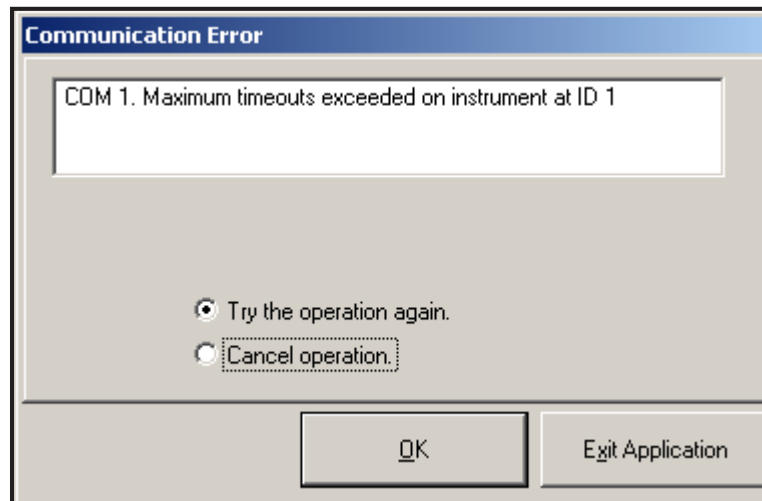 Communication Error
COM 1. Maximum timeouts exceeded on instrument at ID 1
Try the operation again.
Cancel operation.
OK
Exit Application